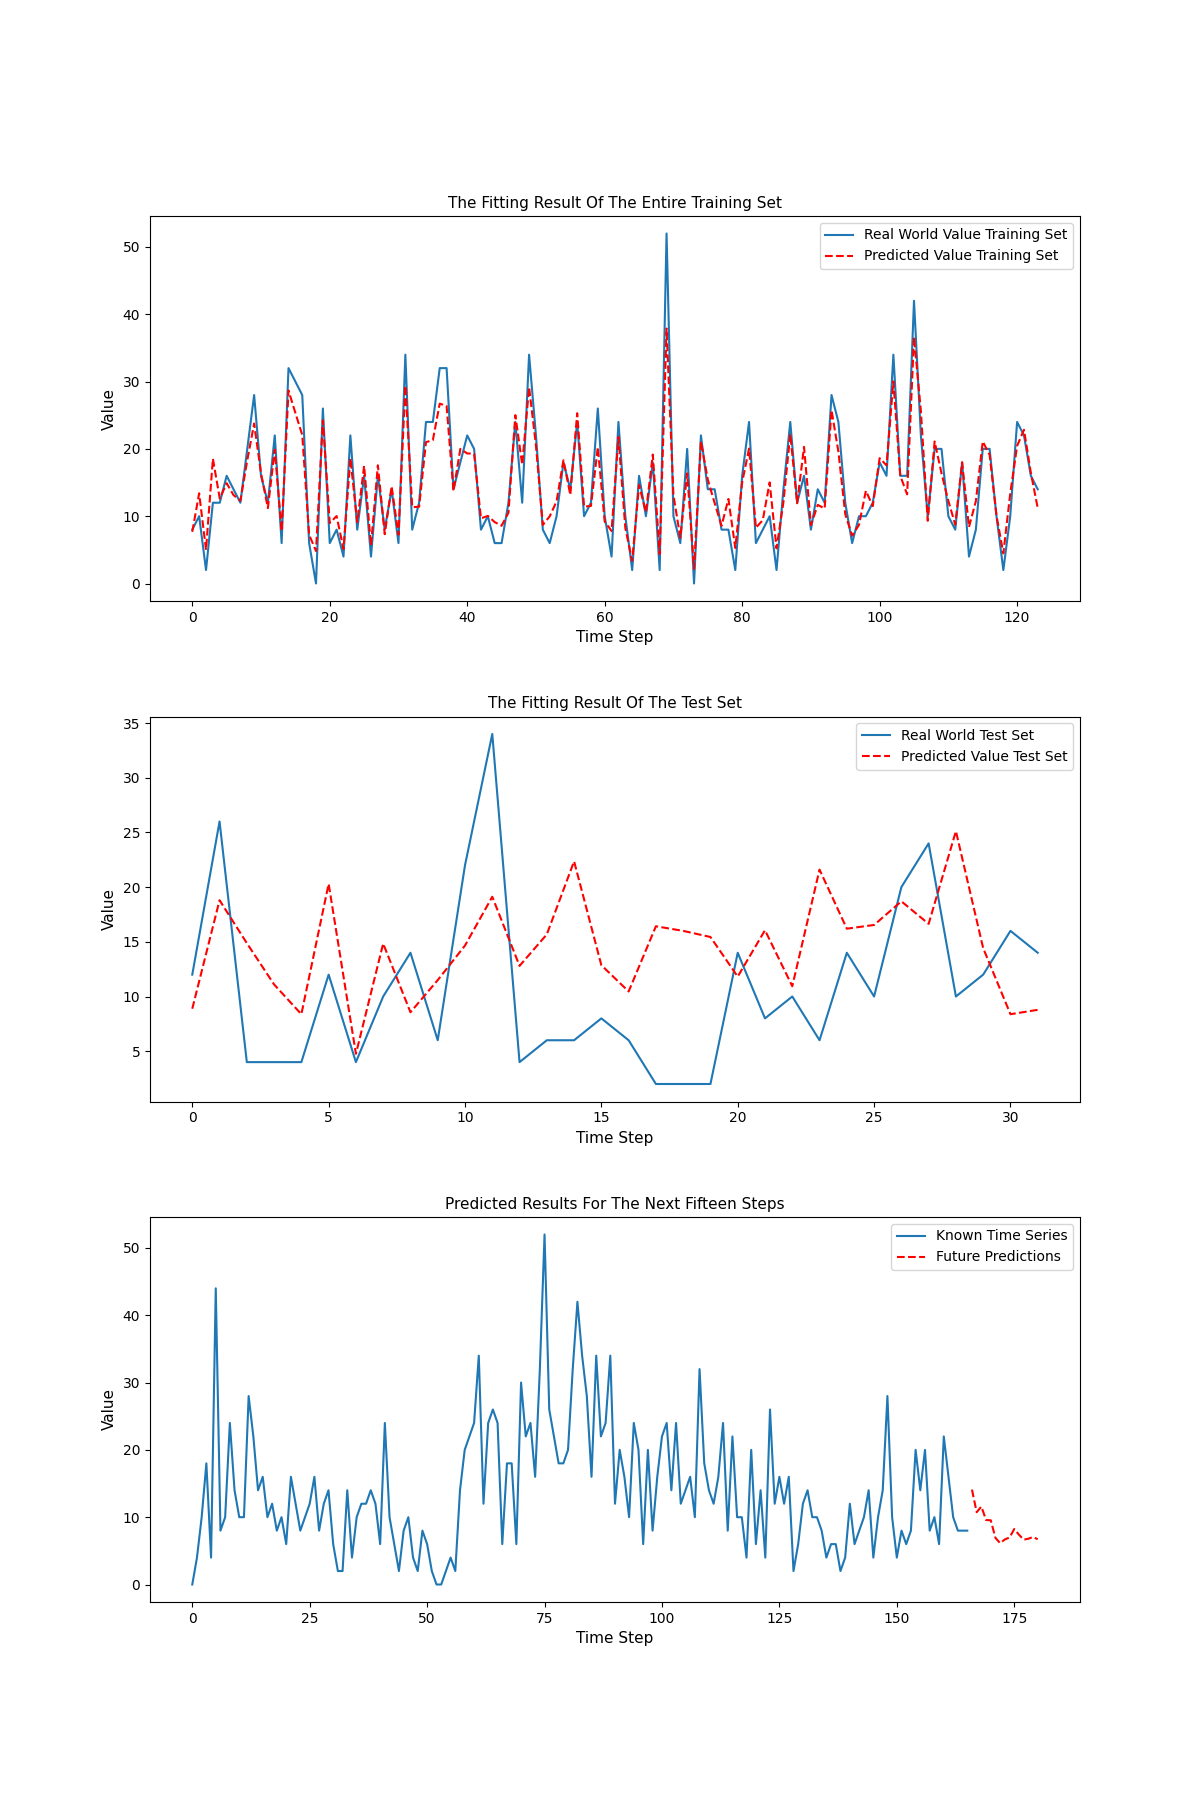 The Fitting Result Of The Entire Training Set
Real World Value Training Set
Predicted Value Training Set
Value
50
40
30
20
10
0
0 20 40 60 80 100 120
Time Step
The Fitting Result Of The Test Set
Real World Test Set
Predicted Value Test Set
Value
35
30
25
20
15
10
5
0 5 10 15 20 25 30
Time Step
Predicted Results For The Next Fifteen Steps
Known Time Series
Future Predictions
Value
50
40
30
20
10
0
0 25 50 75 100 125 150 175
Time Step